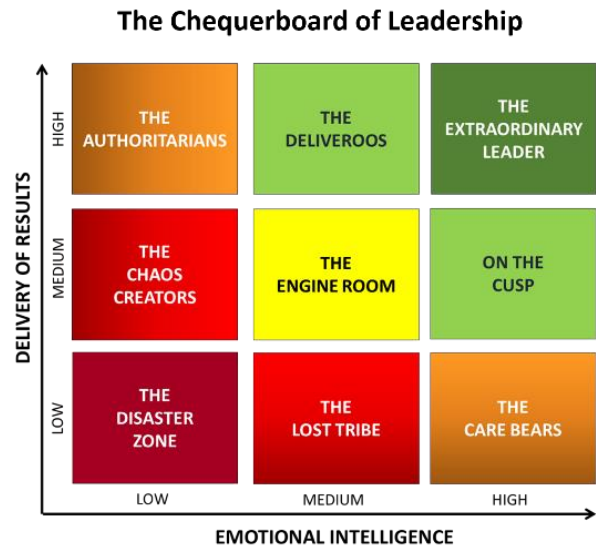 The Chequerboard of Leadership
DELIVERY OF RESULTS
HIGH
THE
AUTHORITARIANS
THE
DELIVEROOS
THE
EXTRAORDINARY
LEADER
MEDIUM
THE
CHAOS
CREATORS
THE
ENGINE ROOM
ON THE
CUSP
LOW
THE
DISASTER
ZONE
THE
LOST TRIBE
THE
CARE BEARS
LOW
MEDIUM
HIGH
EMOTIONAL INTELLIGENCE